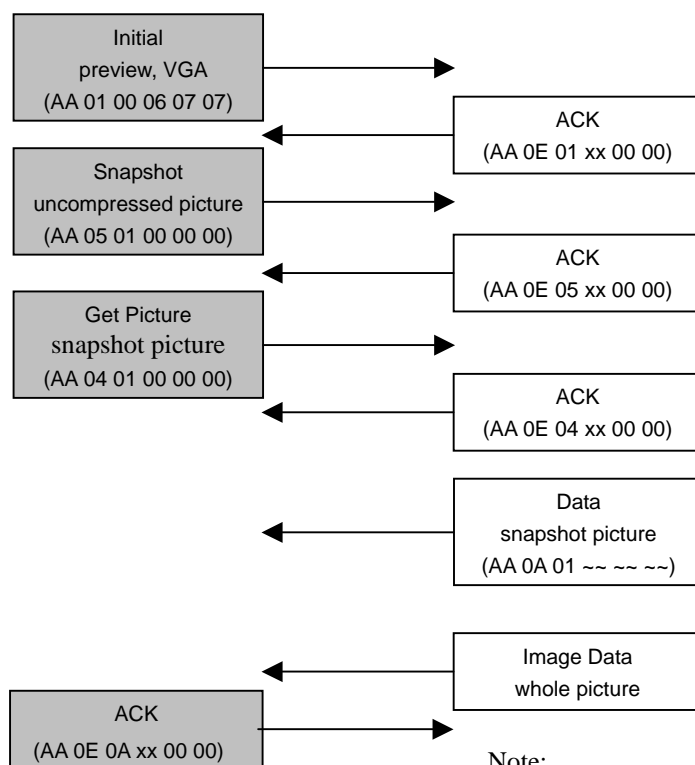 Initial
preview, VGA
(AA 01 00 06 07 07)
ACK
(AA 0E 01 xx 00 00)
Snapshot
uncompressed picture
(AA 05 01 00 00 00)
ACK
(AA 0E 05 xx 00 00)
Get Picture
snapshot picture
(AA 04 01 00 00 00)
ACK
(AA 0E 04 xx 00 00)
Data
snapshot picture
(AA 0A 01 ~~ ~~ ~~)
Image Data
whole picture
ACK
(AA 0E 0A xx 00 00)
Note: